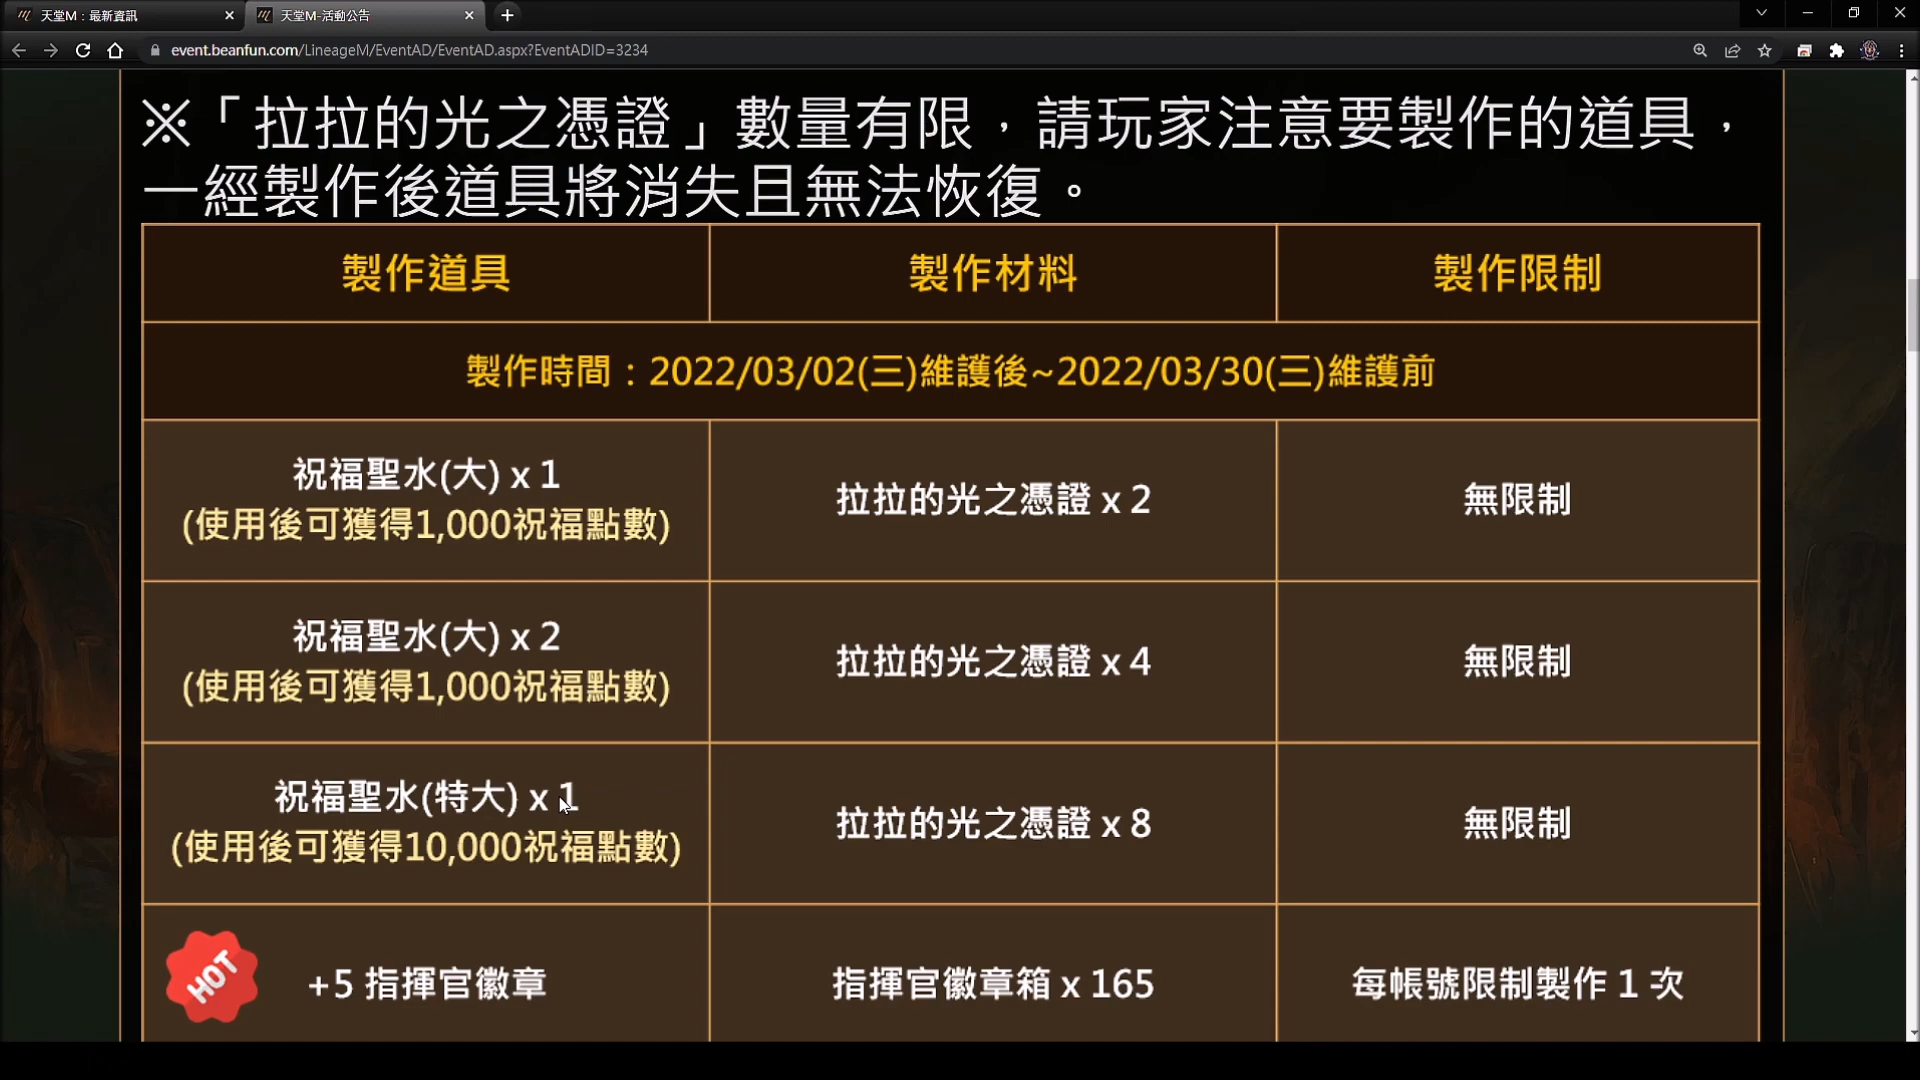 天堂M：最新資訊
天堂M-活動公告
event.beanfun.com/LineageM/EventAD/EventAD.aspx?EventADID=3234
※「拉拉的光之憑證」數量有限，請玩家注意要製作的道具，
一經製作後道具將消失且無法恢復。
製作道具 製作材料 製作限制
製作時間：2022/03/02(三)維護後~2022/03/30(三)維護前
祝福聖水(大) x 1
(使用後可獲得1,000祝福點數)
拉拉的光之憑證 x 2
無限制
祝福聖水(大) x 2
(使用後可獲得1,000祝福點數)
拉拉的光之憑證 x 4
無限制
祝福聖水(特大) x 1
(使用後可獲得10,000祝福點數)
拉拉的光之憑證 x 8
無限制
HOT
+5 指揮官徽章
指揮官徽章箱 x 165
每帳號限制製作 1 次